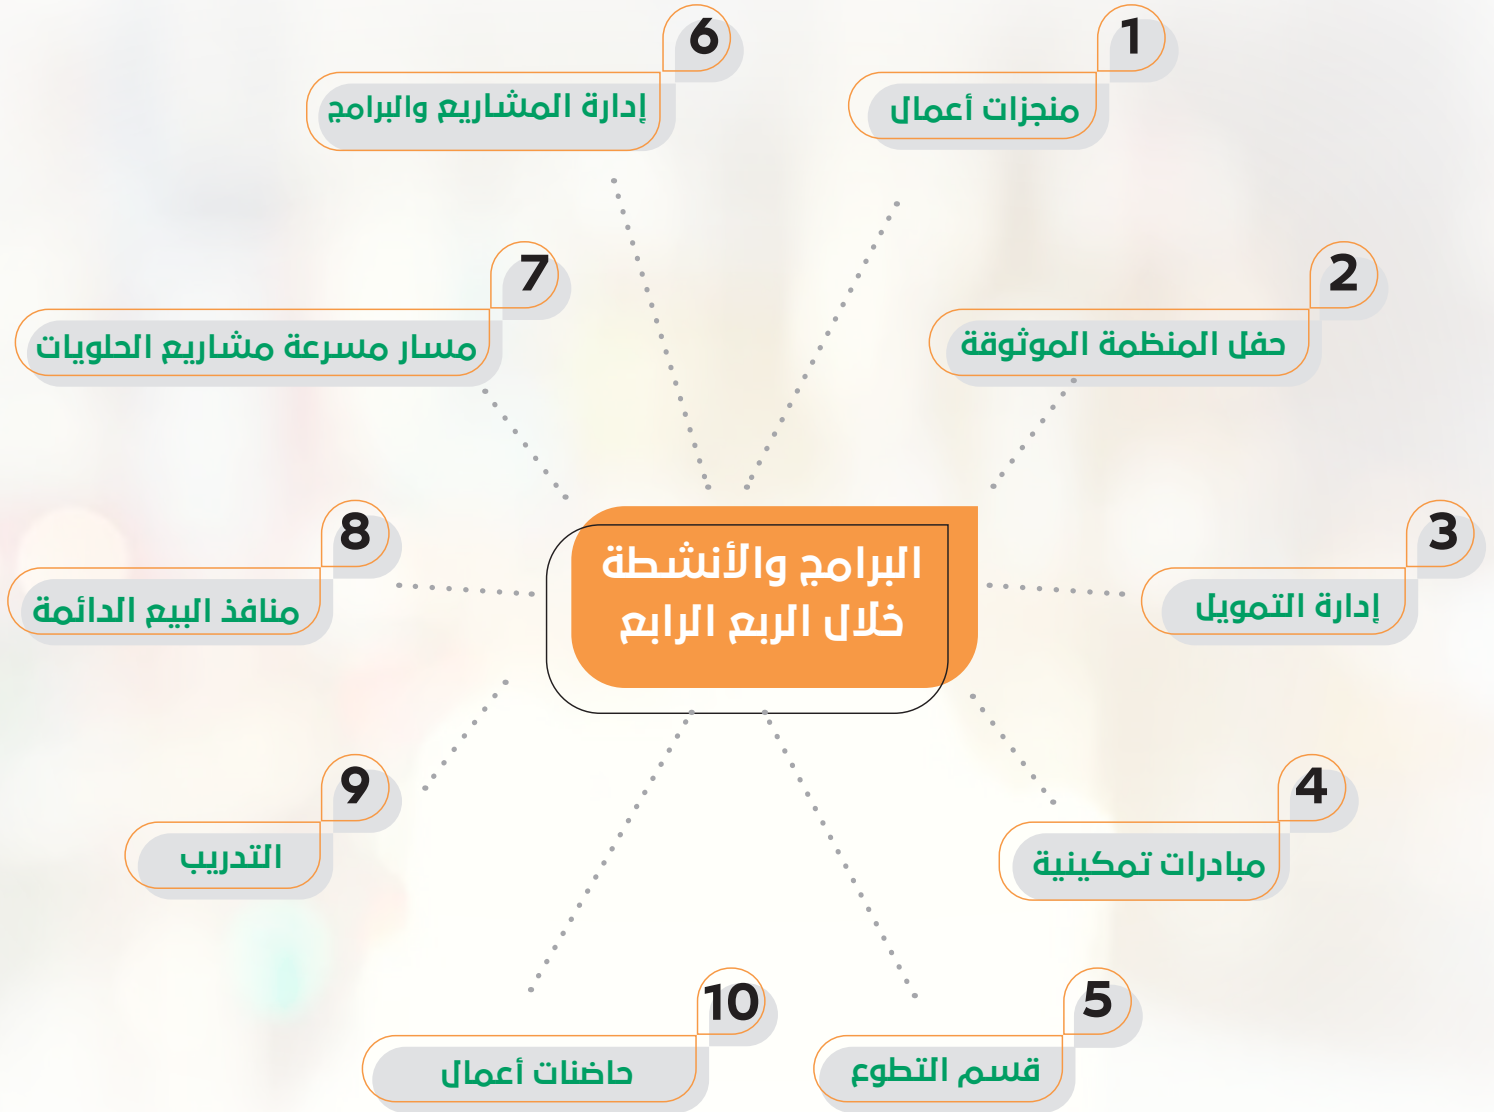 البرامج والأنشطة
خلال الربع الرابع
1
منجزات أعمال
2
حفل المنظمة الموثوقة
3
إدارة التمويل
4
مبادرات تمكينية
5
قسم التطوع
6
إدارة المشاريع والبرامج
7
مسار مسرعة مشاريع الحلويات
8
منافذ البيع الدائمة
9
التدريب
10
حاضنات أعمال